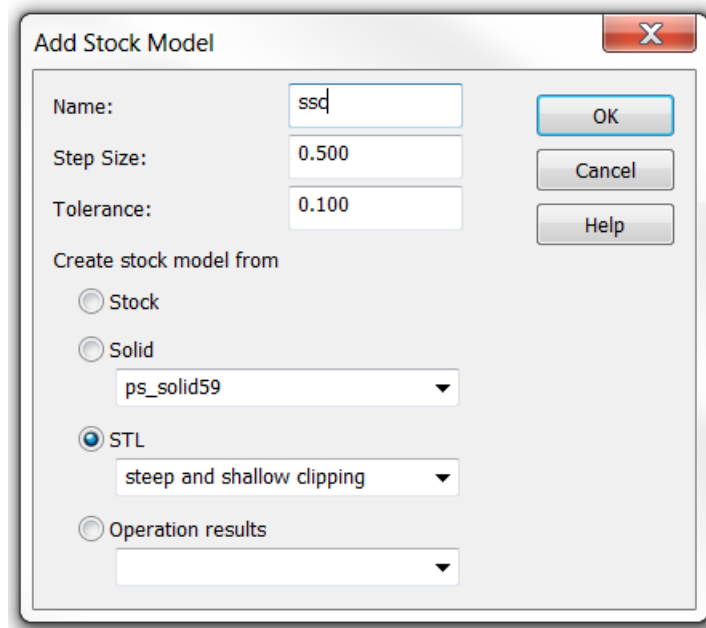 Add Stock Model
Name: ssc
OK
Step Size: 0.500
Cancel
Tolerance: 0.100
Help
Create stock model from
Stock
Solid
ps_solid59
STL
steep and shallow clipping
Operation results